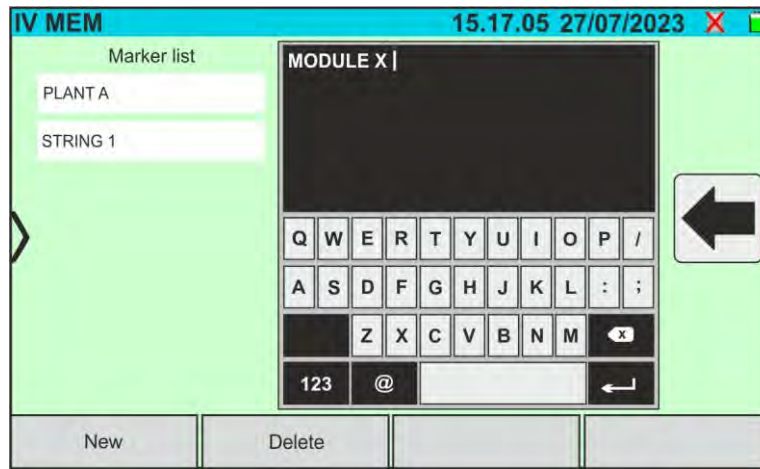 IV MEM 15.17.05 27/07/2023 X
Marker list
PLANT A
STRING 1
MODULE X
Q W E R T Y U I O P /
A S D F G H J K L : ;
Z X C V B N M x
123 @
New Delete